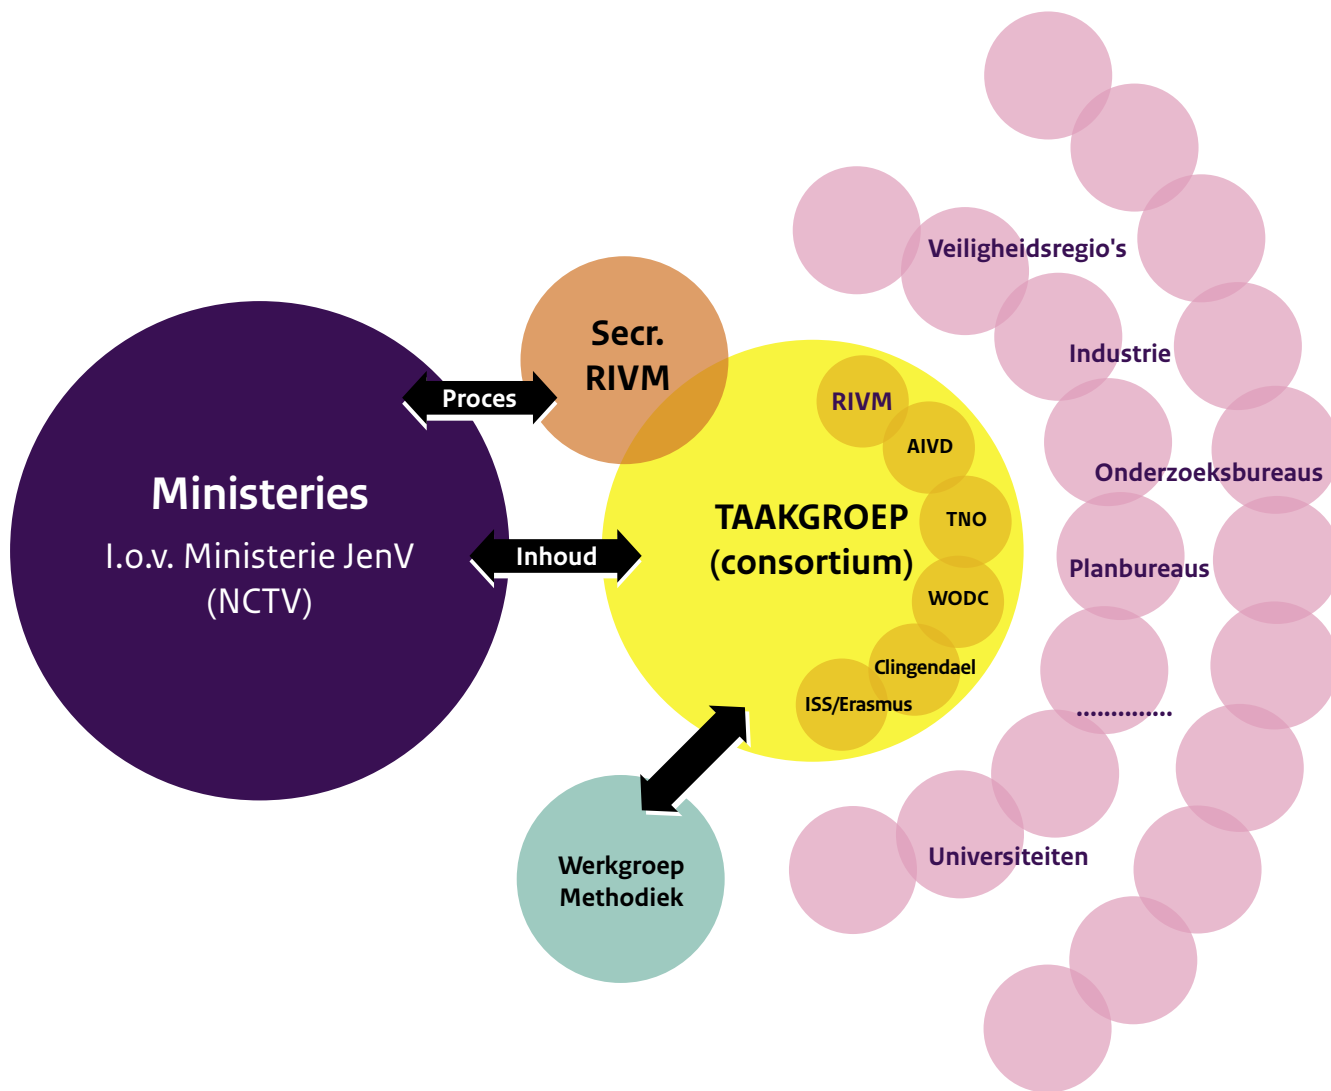 Ministeries
I.o.v. Ministerie JenV
(NCTV)
Proces
Inhoud
Secr.
RIVM
TAAKGROEP
(consortium)
RIVM
AIVD
TNO
WODC
Clingendael
ISS/Erasmus
Werkgroep
Methodiek
Veiligheidsregio's
Industrie
Onderzoeksbureaus
Planbureaus
..............
Universiteiten